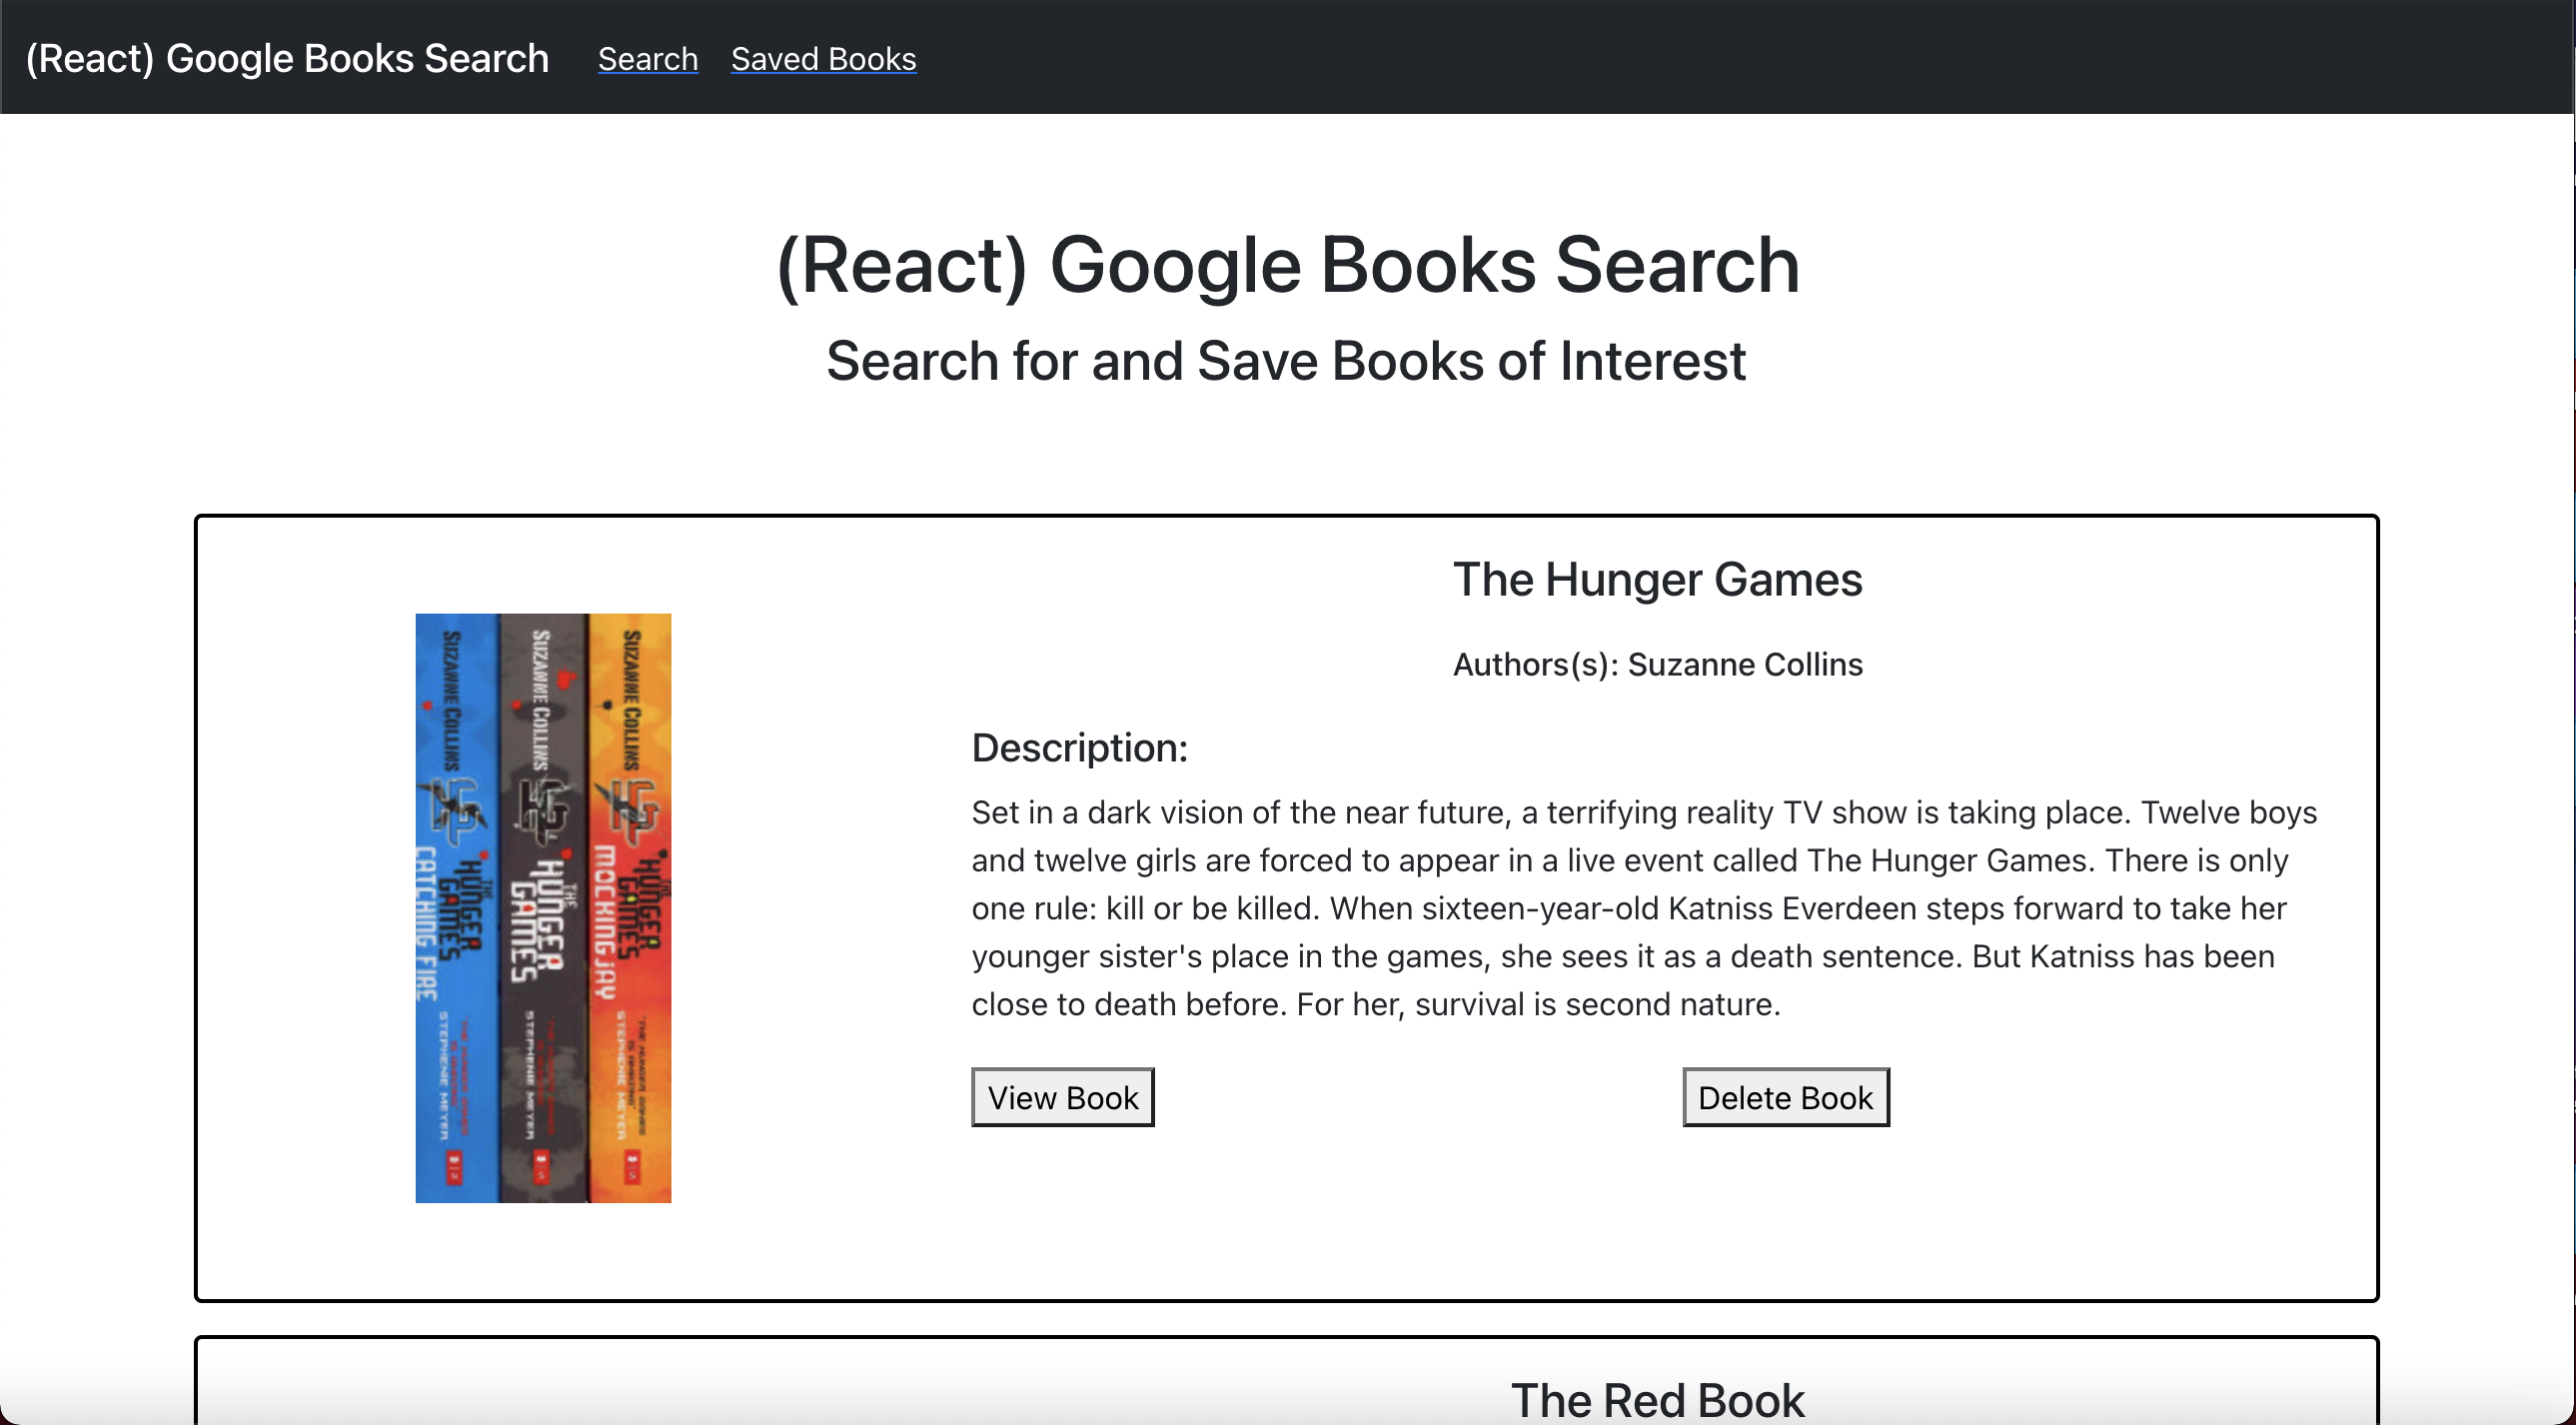 (React) Google Books Search Search Saved Books
(React) Google Books Search
Search for and Save Books of Interest
The Hunger Games
Authors(s): Suzanne Collins
SUZANNE COLLINS THE HUNGER GAMES CATCHING FIRE
STEPHENIE MEYER
SUZANNE COLLINS THE HUNGER GAMES
STEPHENIE MEYER
SUZANNE COLLINS THE HUNGER GAMES MOCKINGJAY
STEPHENIE MEYER
Description:
Set in a dark vision of the near future, a terrifying reality TV show is taking place. Twelve boys
and twelve girls are forced to appear in a live event called The Hunger Games. There is only
one rule: kill or be killed. When sixteen-year-old Katniss Everdeen steps forward to take her
younger sister's place in the games, she sees it as a death sentence. But Katniss has been
close to death before. For her, survival is second nature.
View Book Delete Book
The Red Book